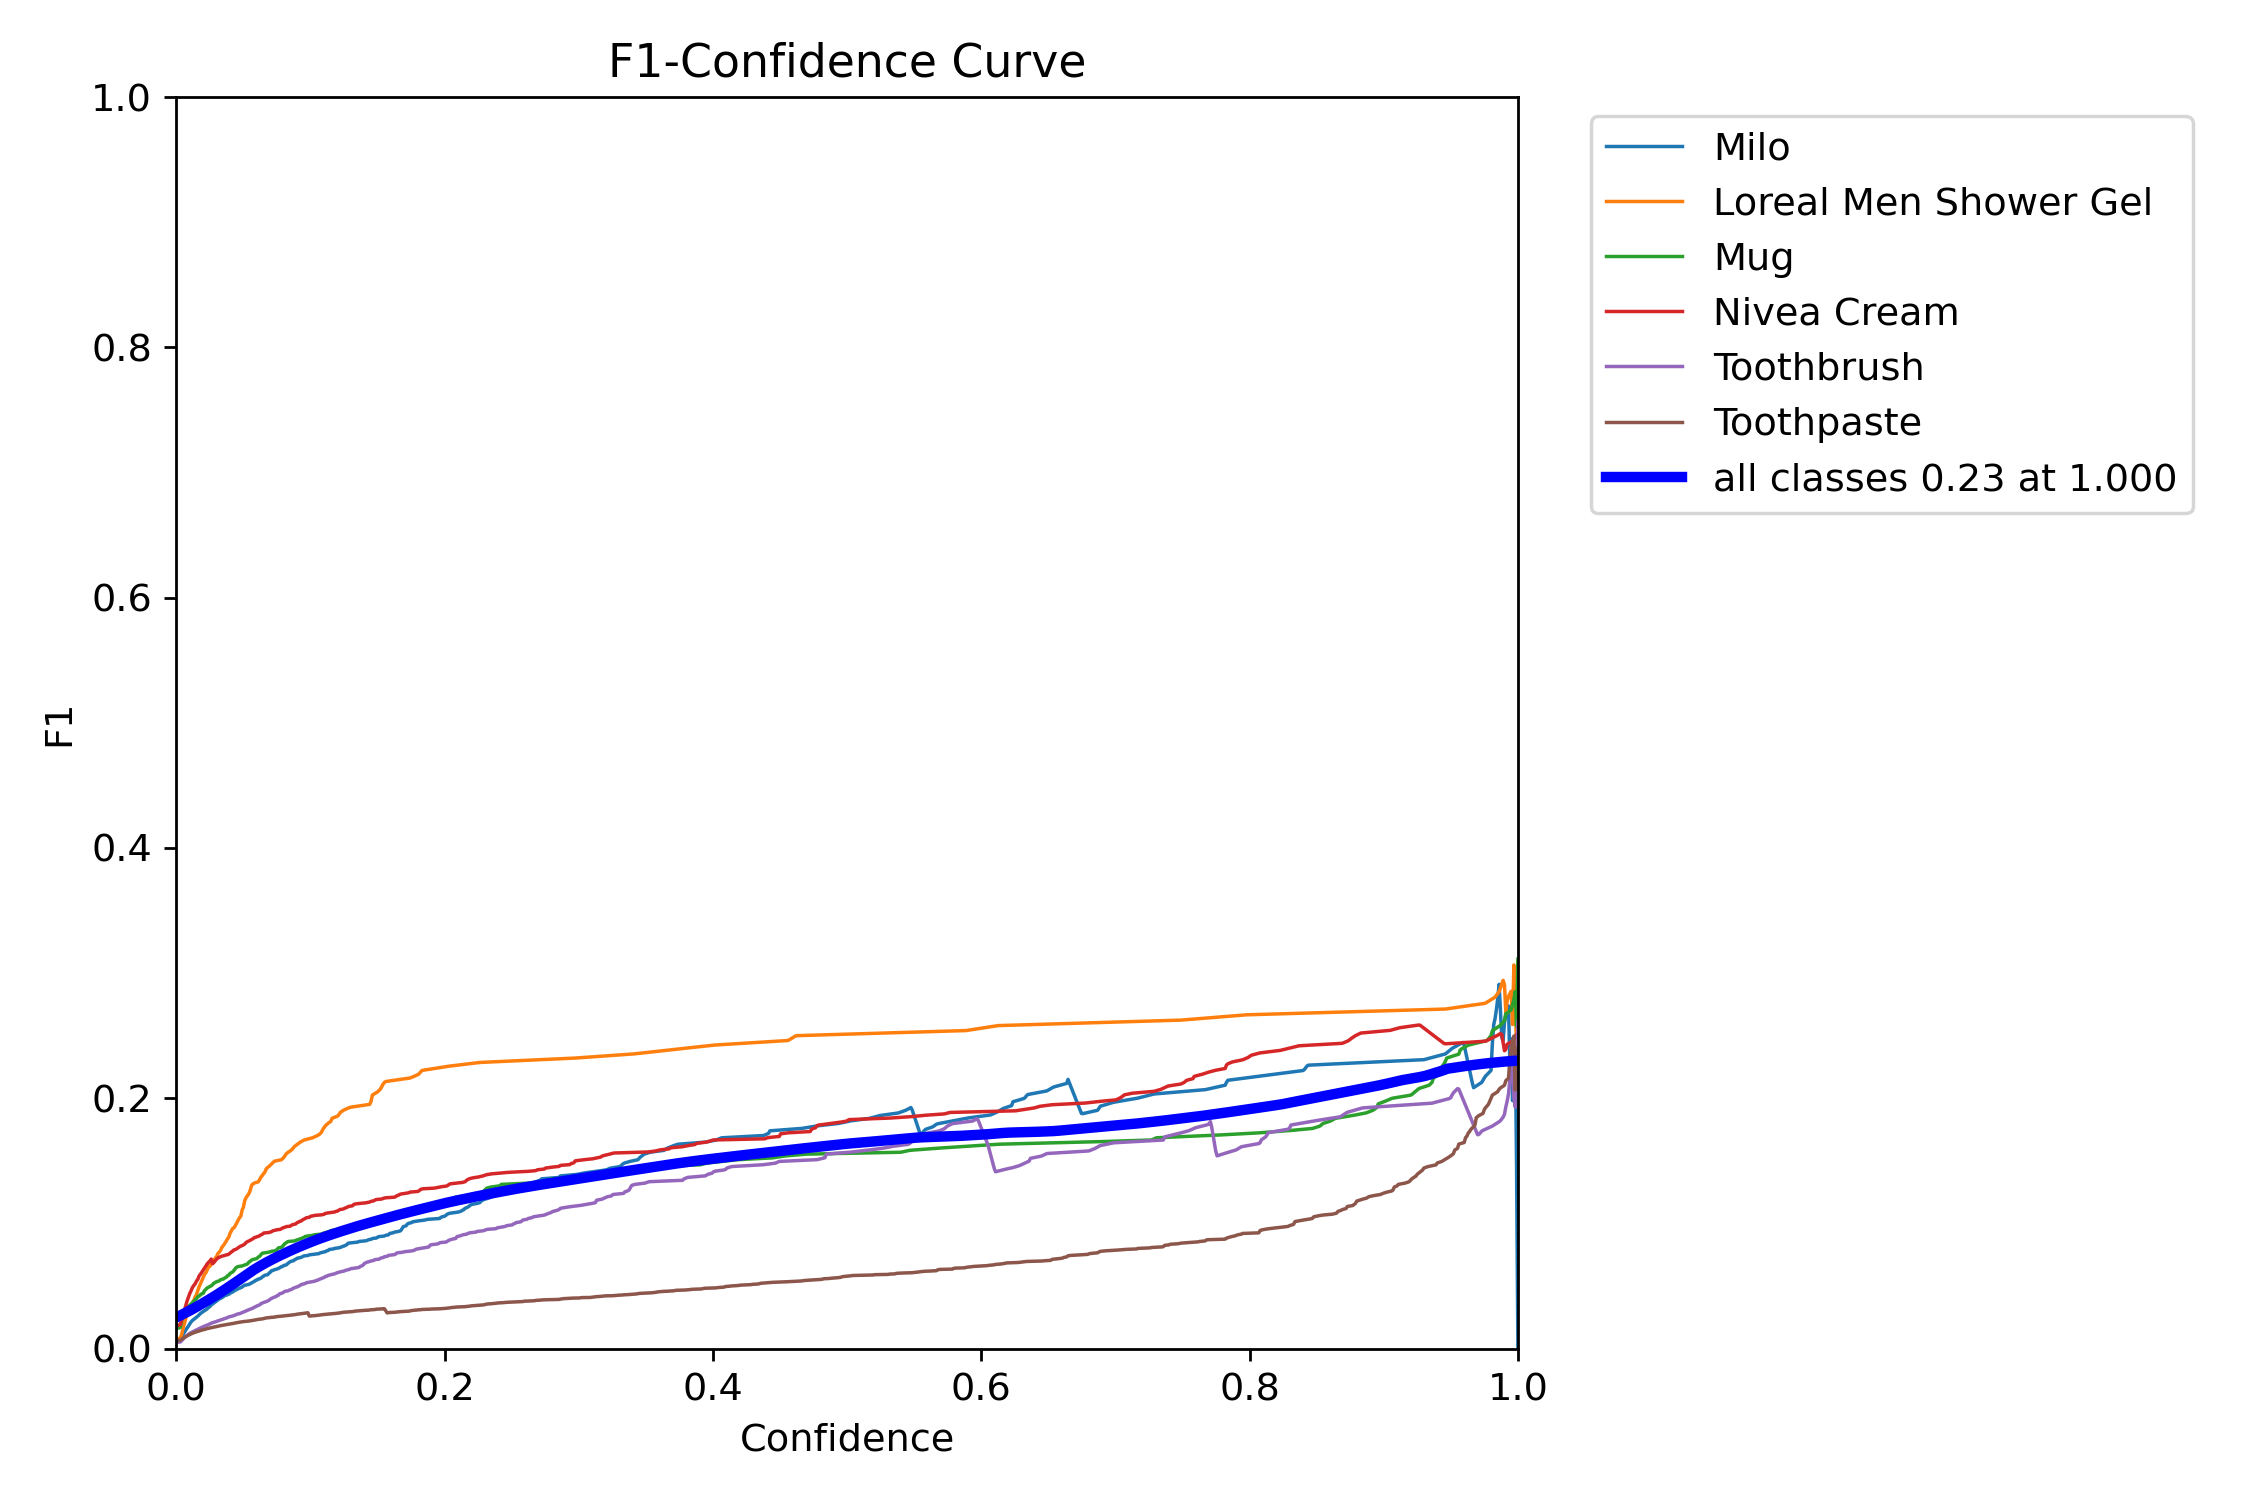 F1-Confidence Curve
1.0
0.8
0.6
0.4
0.2
0.0
F1
0.0 0.2 0.4 0.6 0.8 1.0
Confidence
Milo
Loreal Men Shower Gel
Mug
Nivea Cream
Toothbrush
Toothpaste
all classes 0.23 at 1.000